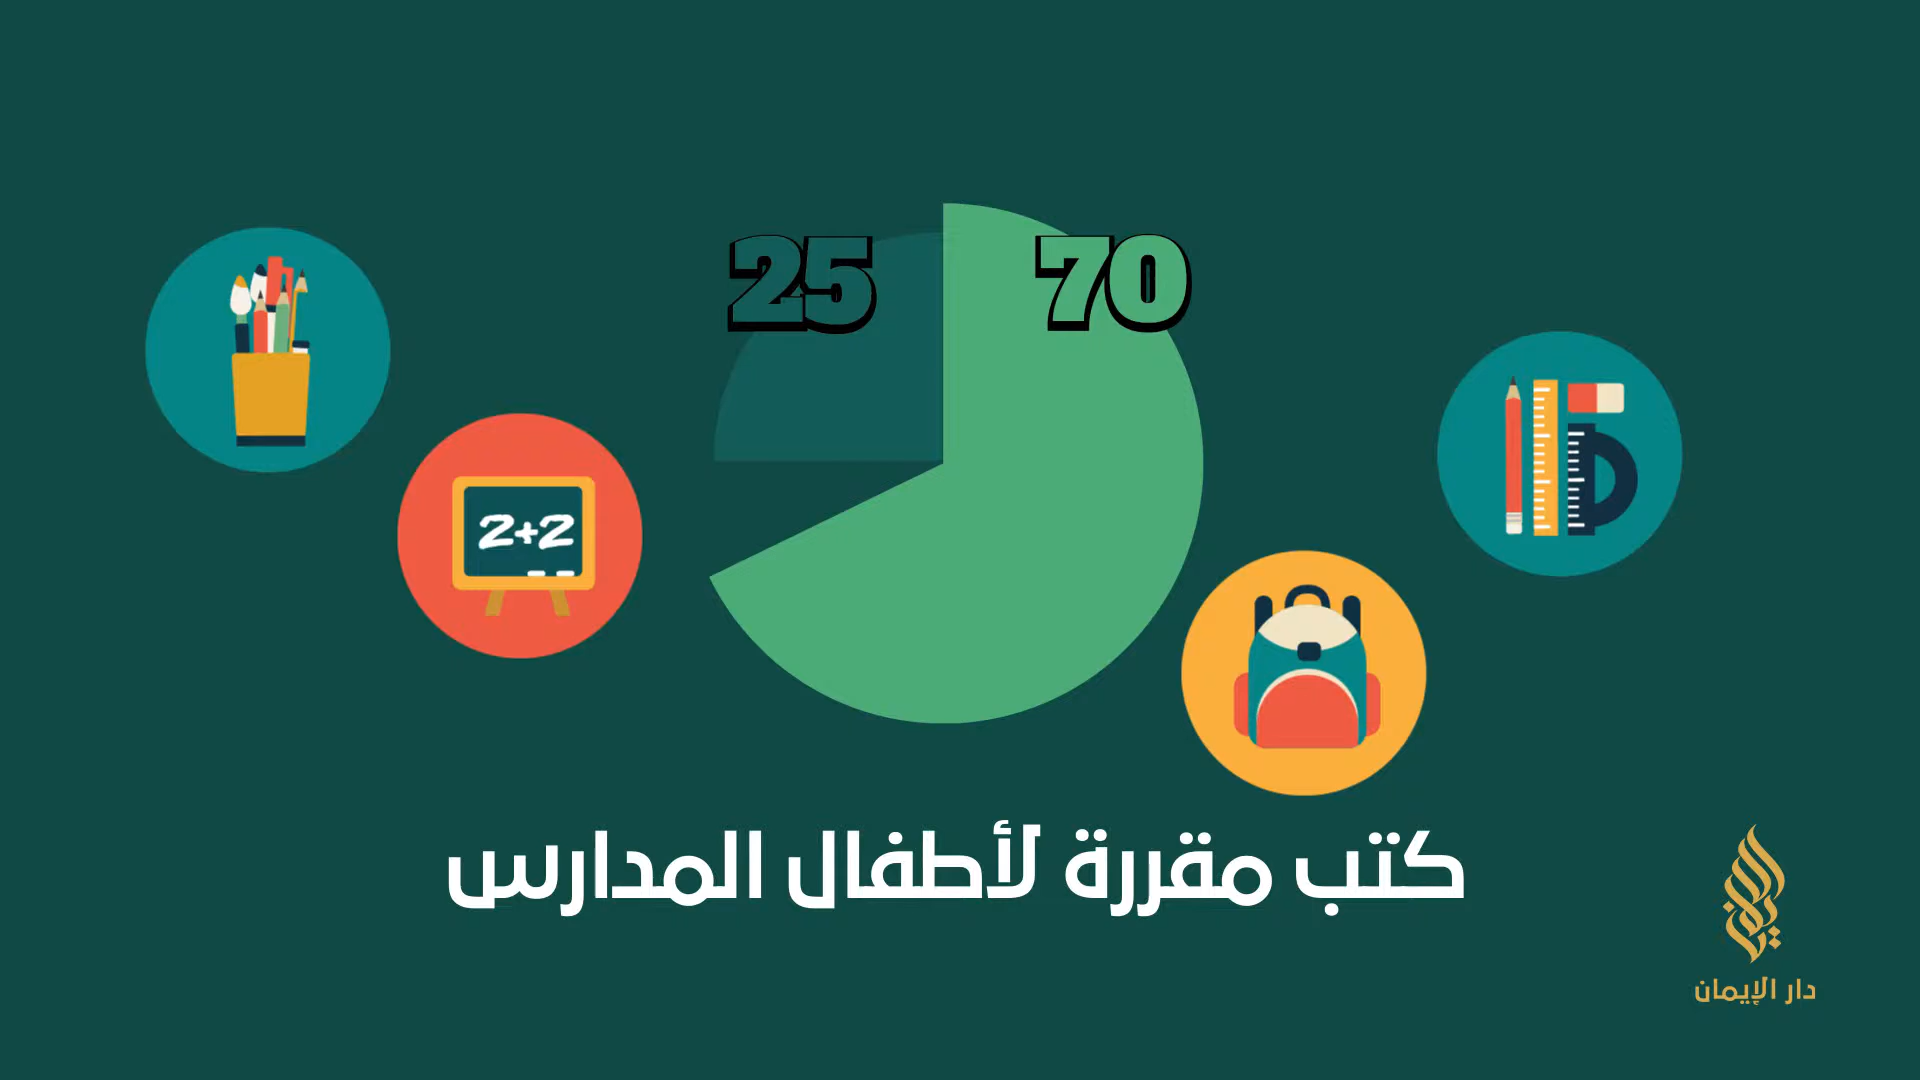 25
70
2+2
كتب مقررة لأطفال المدارس
دار الإيمان